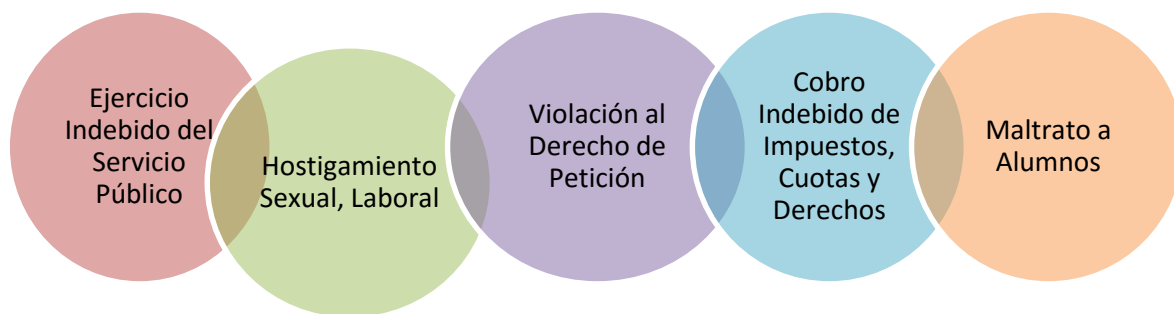 Ejercicio
Indebido del
Servicio
Público
Hostigamiento
Sexual, Laboral
Violación al
Derecho de
Petición
Cobro
Indebido de
Impuestos,
Cuotas y
Derechos
Maltrato a
Alumnos